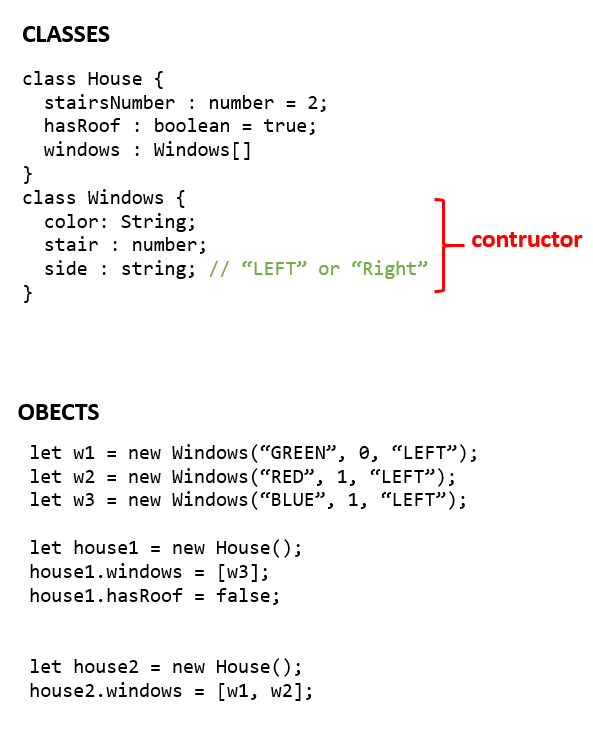 CLASSES
class House {
stairsNumber : number = 2;
hasRoof : boolean = true;
windows : Windows[]
}
class Windows {
color: String;
stair : number;
side : string; // “LEFT” or “Right”
}
contructor
OBECTS
let w1 = new Windows(“GREEN”, 0, “LEFT”);
let w2 = new Windows(“RED”, 1, “LEFT”);
let w3 = new Windows(“BLUE”, 1, “LEFT”);
let house1 = new House();
house1.windows = [w3];
house1.hasRoof = false;
let house2 = new House();
house2.windows = [w1, w2];